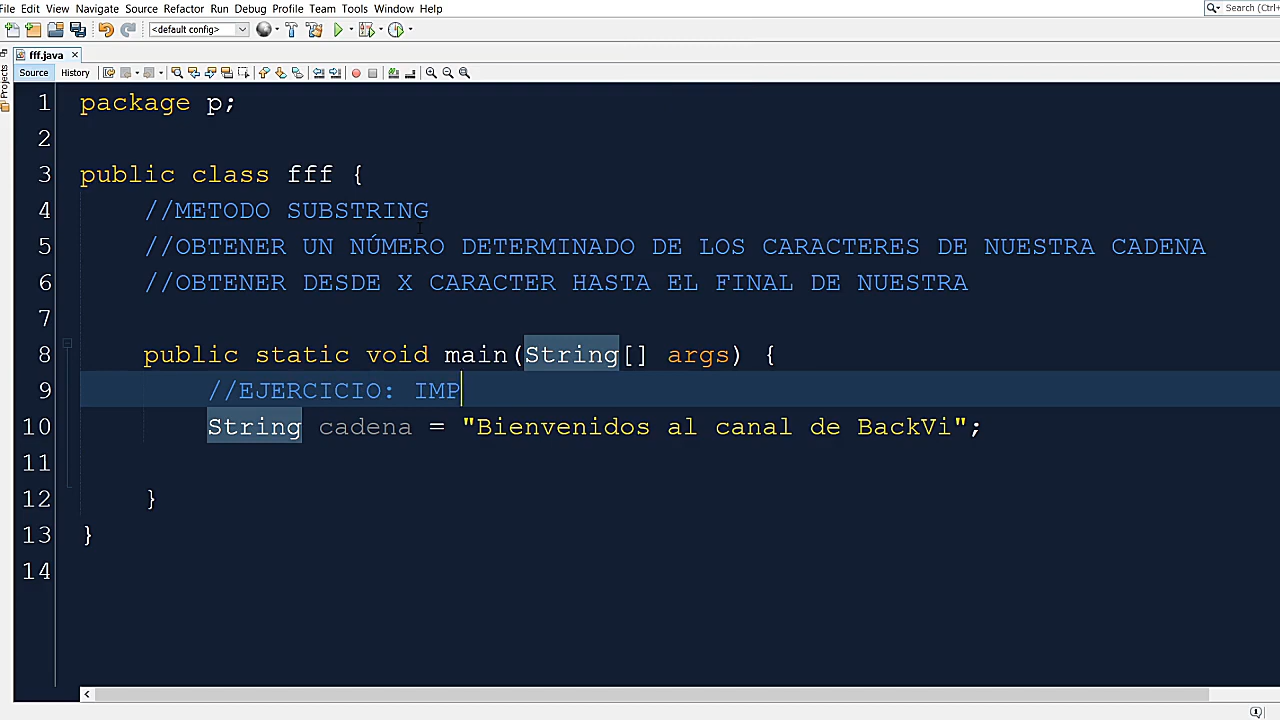 File Edit View Navigate Source Refactor Run Debug Profile Team Tools Window Help Search (Ctrl+
<default config>
fff.java
Source History
Projects
1 package p;
2
3 public class fff {
4 //METODO SUBSTRING
5 //OBTENER UN NÚMERO DETERMINADO DE LOS CARACTERES DE NUESTRA CADENA
6 //OBTENER DESDE X CARACTER HASTA EL FINAL DE NUESTRA
7
8 public static void main(String[] args) {
9 //EJERCICIO: IMP
10 String cadena = "Bienvenidos al canal de BackVi";
11
12 }
13 }
14